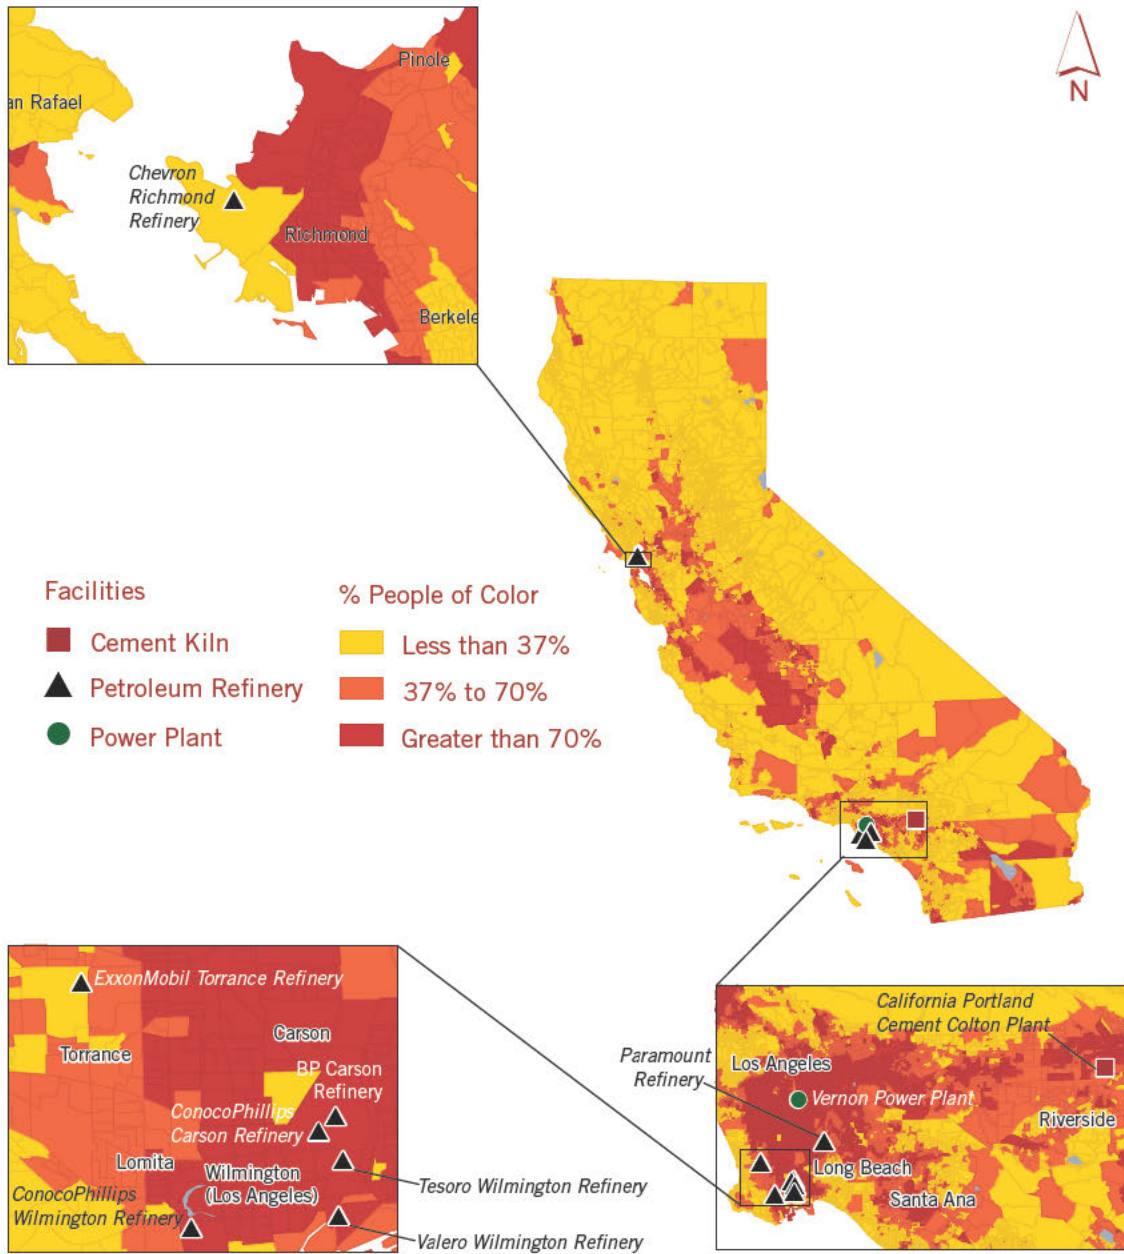 Pinole
an Rafael
Chevron
Richmond
Refinery
Richmond
Berkele
N
Facilities
Cement Kiln
Petroleum Refinery
Power Plant
% People of Color
Less than 37%
37% to 70%
Greater than 70%
ExxonMobil Torrance Refinery
Carson
Torrance
BP Carson
Refinery
ConocoPhillips
Carson Refinery
Lomita
Wilmington
(Los Angeles)
ConocoPhillips
Wilmington Refinery
Tesoro Wilmington Refinery
Valero Wilmington Refinery
California Portland
Cement Colton Plant
Paramount
Refinery
Los Angeles
Vernon Power Plant
Riverside
Long Beach
Santa Ana